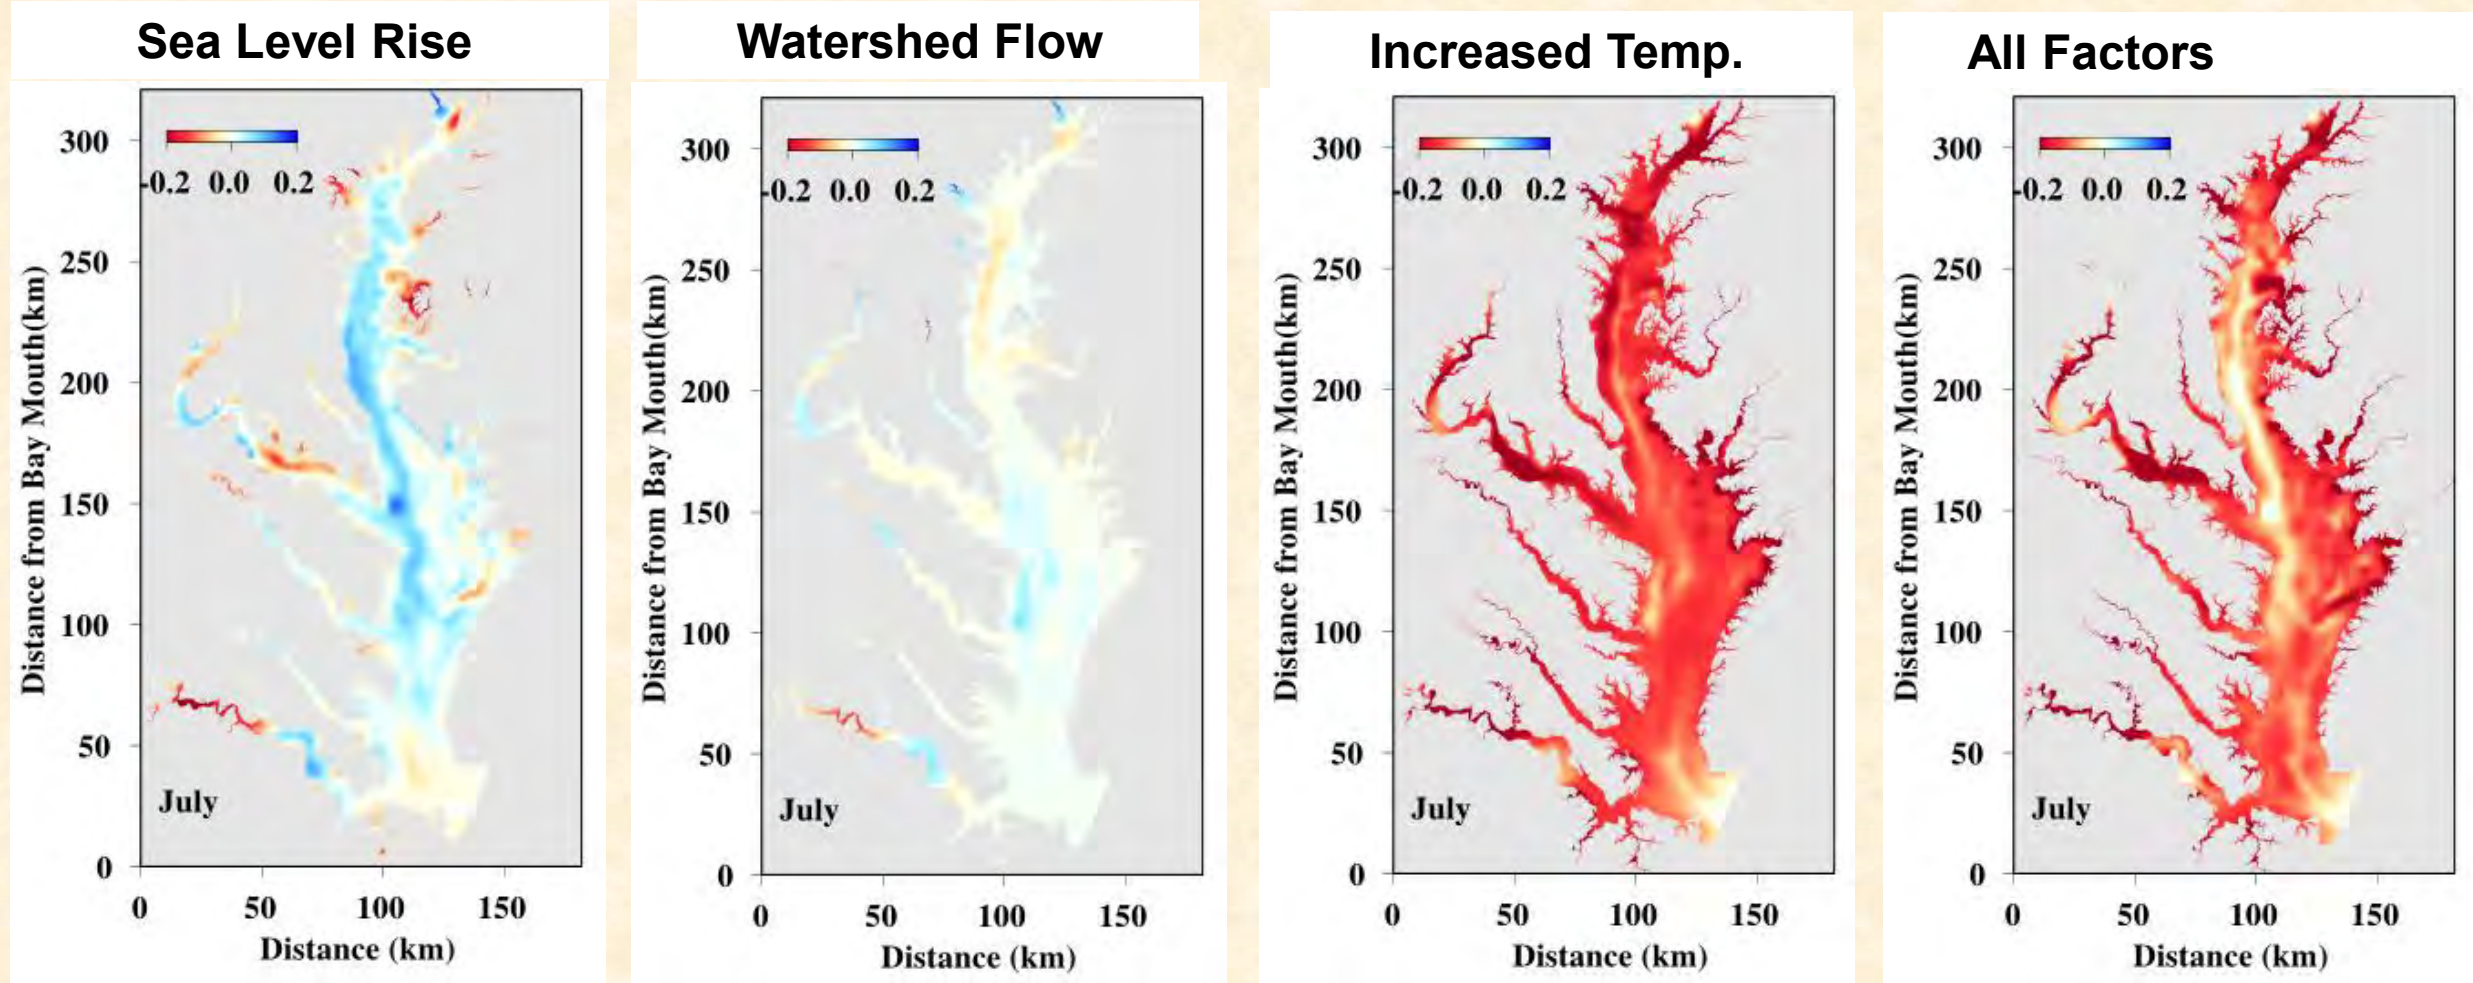 Sea Level Rise
300
250
200
150
100
50
0
-0.2 0.0 0.2
July
0 50 100 150
Distance (km)
Distance from Bay Mouth(km)
Watershed Flow
300
250
200
150
100
50
0
-0.2 0.0 0.2
July
0 50 100 150
Distance (km)
Distance from Bay Mouth(km)
Increased Temp.
300
250
200
150
100
50
0
-0.2 0.0 0.2
July
0 50 100 150
Distance (km)
Distance from Bay Mouth(km)
All Factors
300
250
200
150
100
50
0
-0.2 0.0 0.2
July
0 50 100 150
Distance (km)
Distance from Bay Mouth(km)